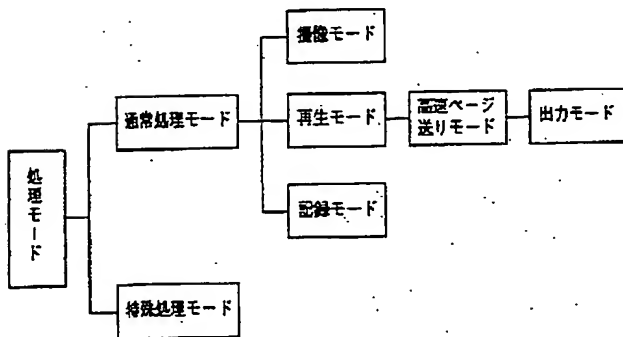 撮像モード
通常処理モード
再生モード
高速ページ
送りモード
出力モード
処理モード
記録モード
特殊処理モード